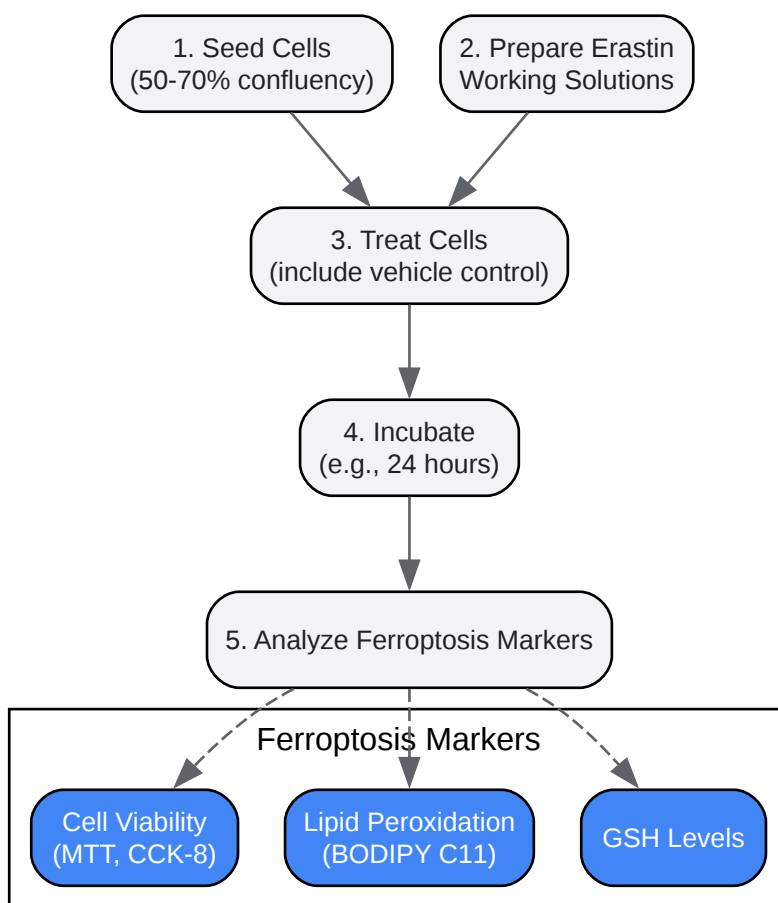 1. Seed Cells
(50-70% confluency)
2. Prepare Erastin
Working Solutions
3. Treat Cells
(include vehicle control)
4. Incubate
(e.g., 24 hours)
5. Analyze Ferroptosis Markers
Ferroptosis Markers
Cell Viability
(MTT, CCK-8)
Lipid Peroxidation
(BODIPY C11)
GSH Levels